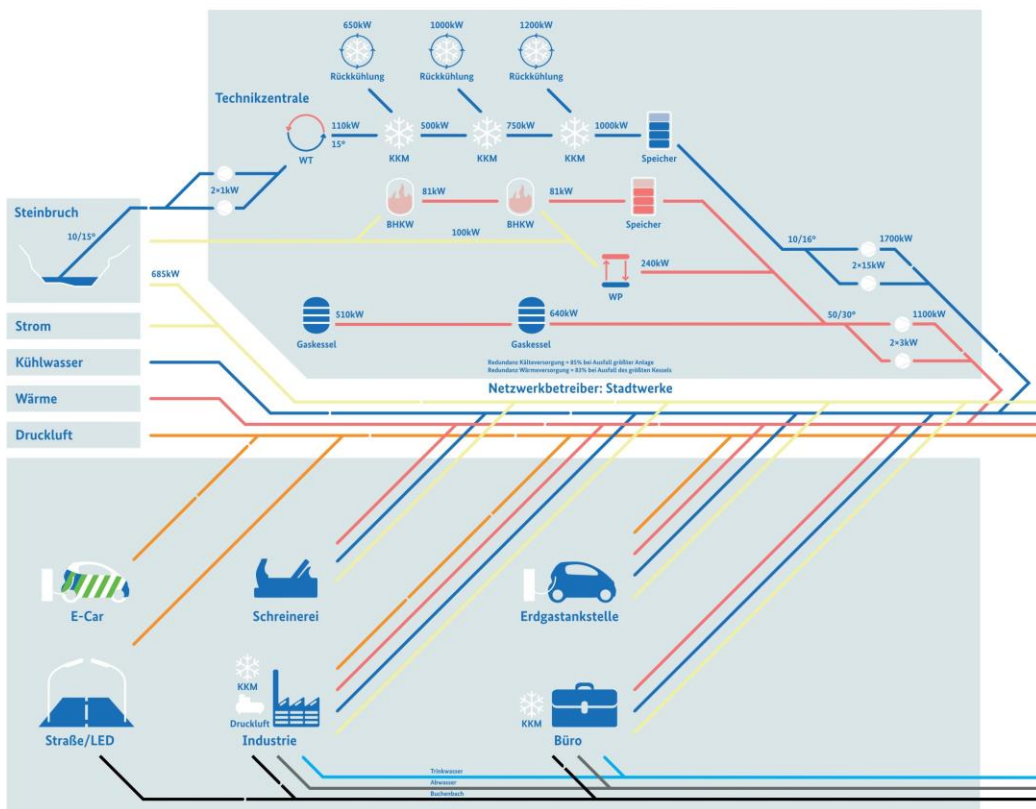 650kW
1000kW
1200kW
Rückkühlung
Rückkühlung
Rückkühlung
Technikzentrale
110kW
500kW
750kW
1000kW
15°
WT
KKM
KKM
KKM
Speicher
2×1kW
81kW
81kW
Steinbruch
BHKW
BHKW
Speicher
10/15°
100kW
10/16°
1700kW
685kW
240kW
2×15kW
WP
Strom
510kW
640kW
50/30°
1100kW
Gaskessel
Gaskessel
2×3kW
Kühlwasser
Redundanz Kälteversorgung = 85% bei Ausfall größter Anlage
Redundanz Wärmeversorgung = 83% bei Ausfall des größten Kessels
Netzwerkbetreiber: Stadtwerke
Wärme
Druckluft
E-Car
Schreinerei
Erdgastankstelle
KKM
Druckluft
KKM
Straße/LED
Industrie
Büro
Trinkwasser
Abwasser
Buchenbach